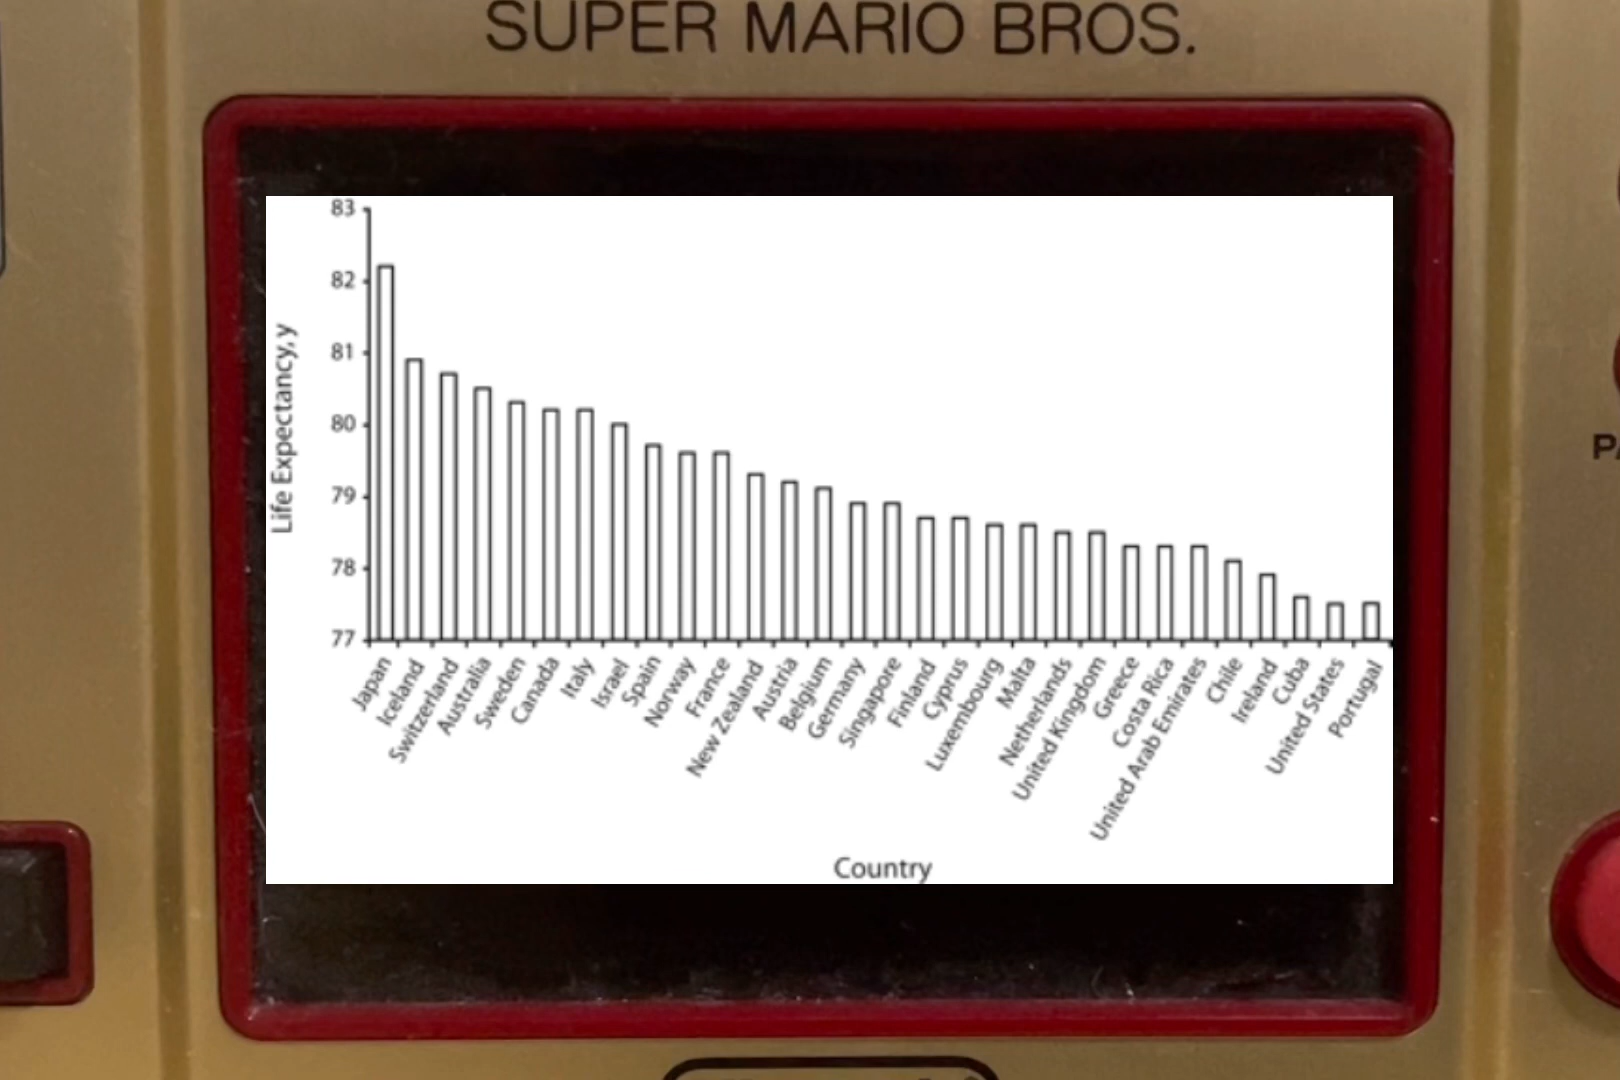 SUPER MARIO BROS.
83
82
81
80
79
78
77
Life Expectancy, y
Japan
Iceland
Switzerland
Australia
Sweden
Canada
Italy
Israel
Spain
Norway
France
New Zealand
Austria
Belgium
Germany
Singapore
Finland
Cyprus
Luxembourg
Malta
Netherlands
United Kingdom
Greece
Costa Rica
United Arab Emirates
Chile
Ireland
Cuba
United States
Portugal
Country